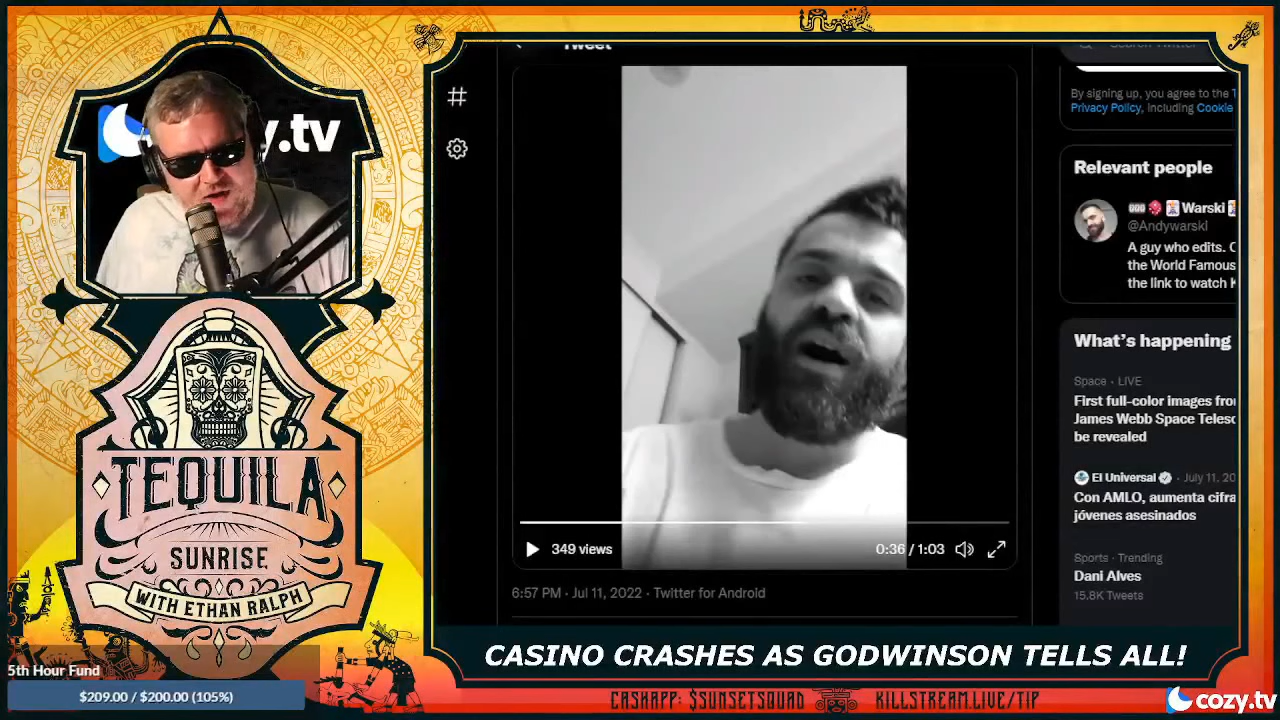 Tweet
Search Twitter
.tv
#
By signing up, you agree to the
Privacy Policy, including Cookie
Relevant people
Warski
@Andywarski
A guy who edits.
the World Famous
the link to watch
What's happening
Space · LIVE
First full-color images
James Webb Space
be revealed
El Universal · July 11,
Con AMLO, aumenta
jóvenes asesinados
Sports · Trending
Dani Alves
15.8K Tweets
349 views
0:36 / 1:03
6:57 PM · Jul 11, 2022 · Twitter for Android
TEQUILA
SUNRISE
WITH ETHAN RALPH
5th Hour Fund
$209.00 / $200.00 (105%)
CASINO CRASHES AS GODWINSON TELLS ALL!
CASHAPP: $SUNSETSQUAD
KILLSTREAM.LIVE/TIP
cozy.tv